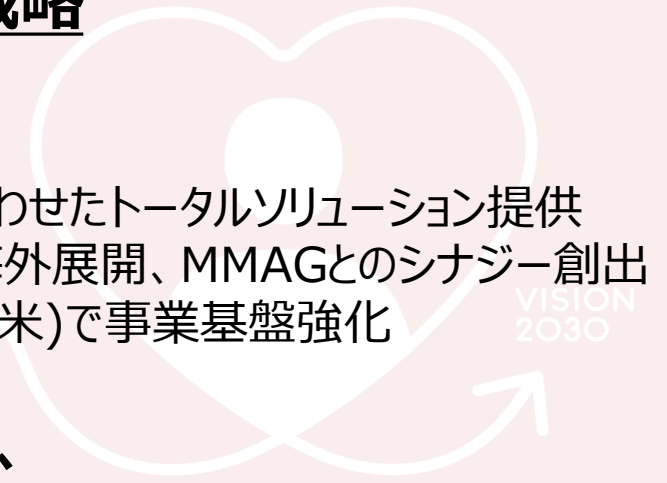 戦略
わせたトータルソリューション提供
海外展開、MMAGとのシナジー創出
米)で事業基盤強化
VISION
2030